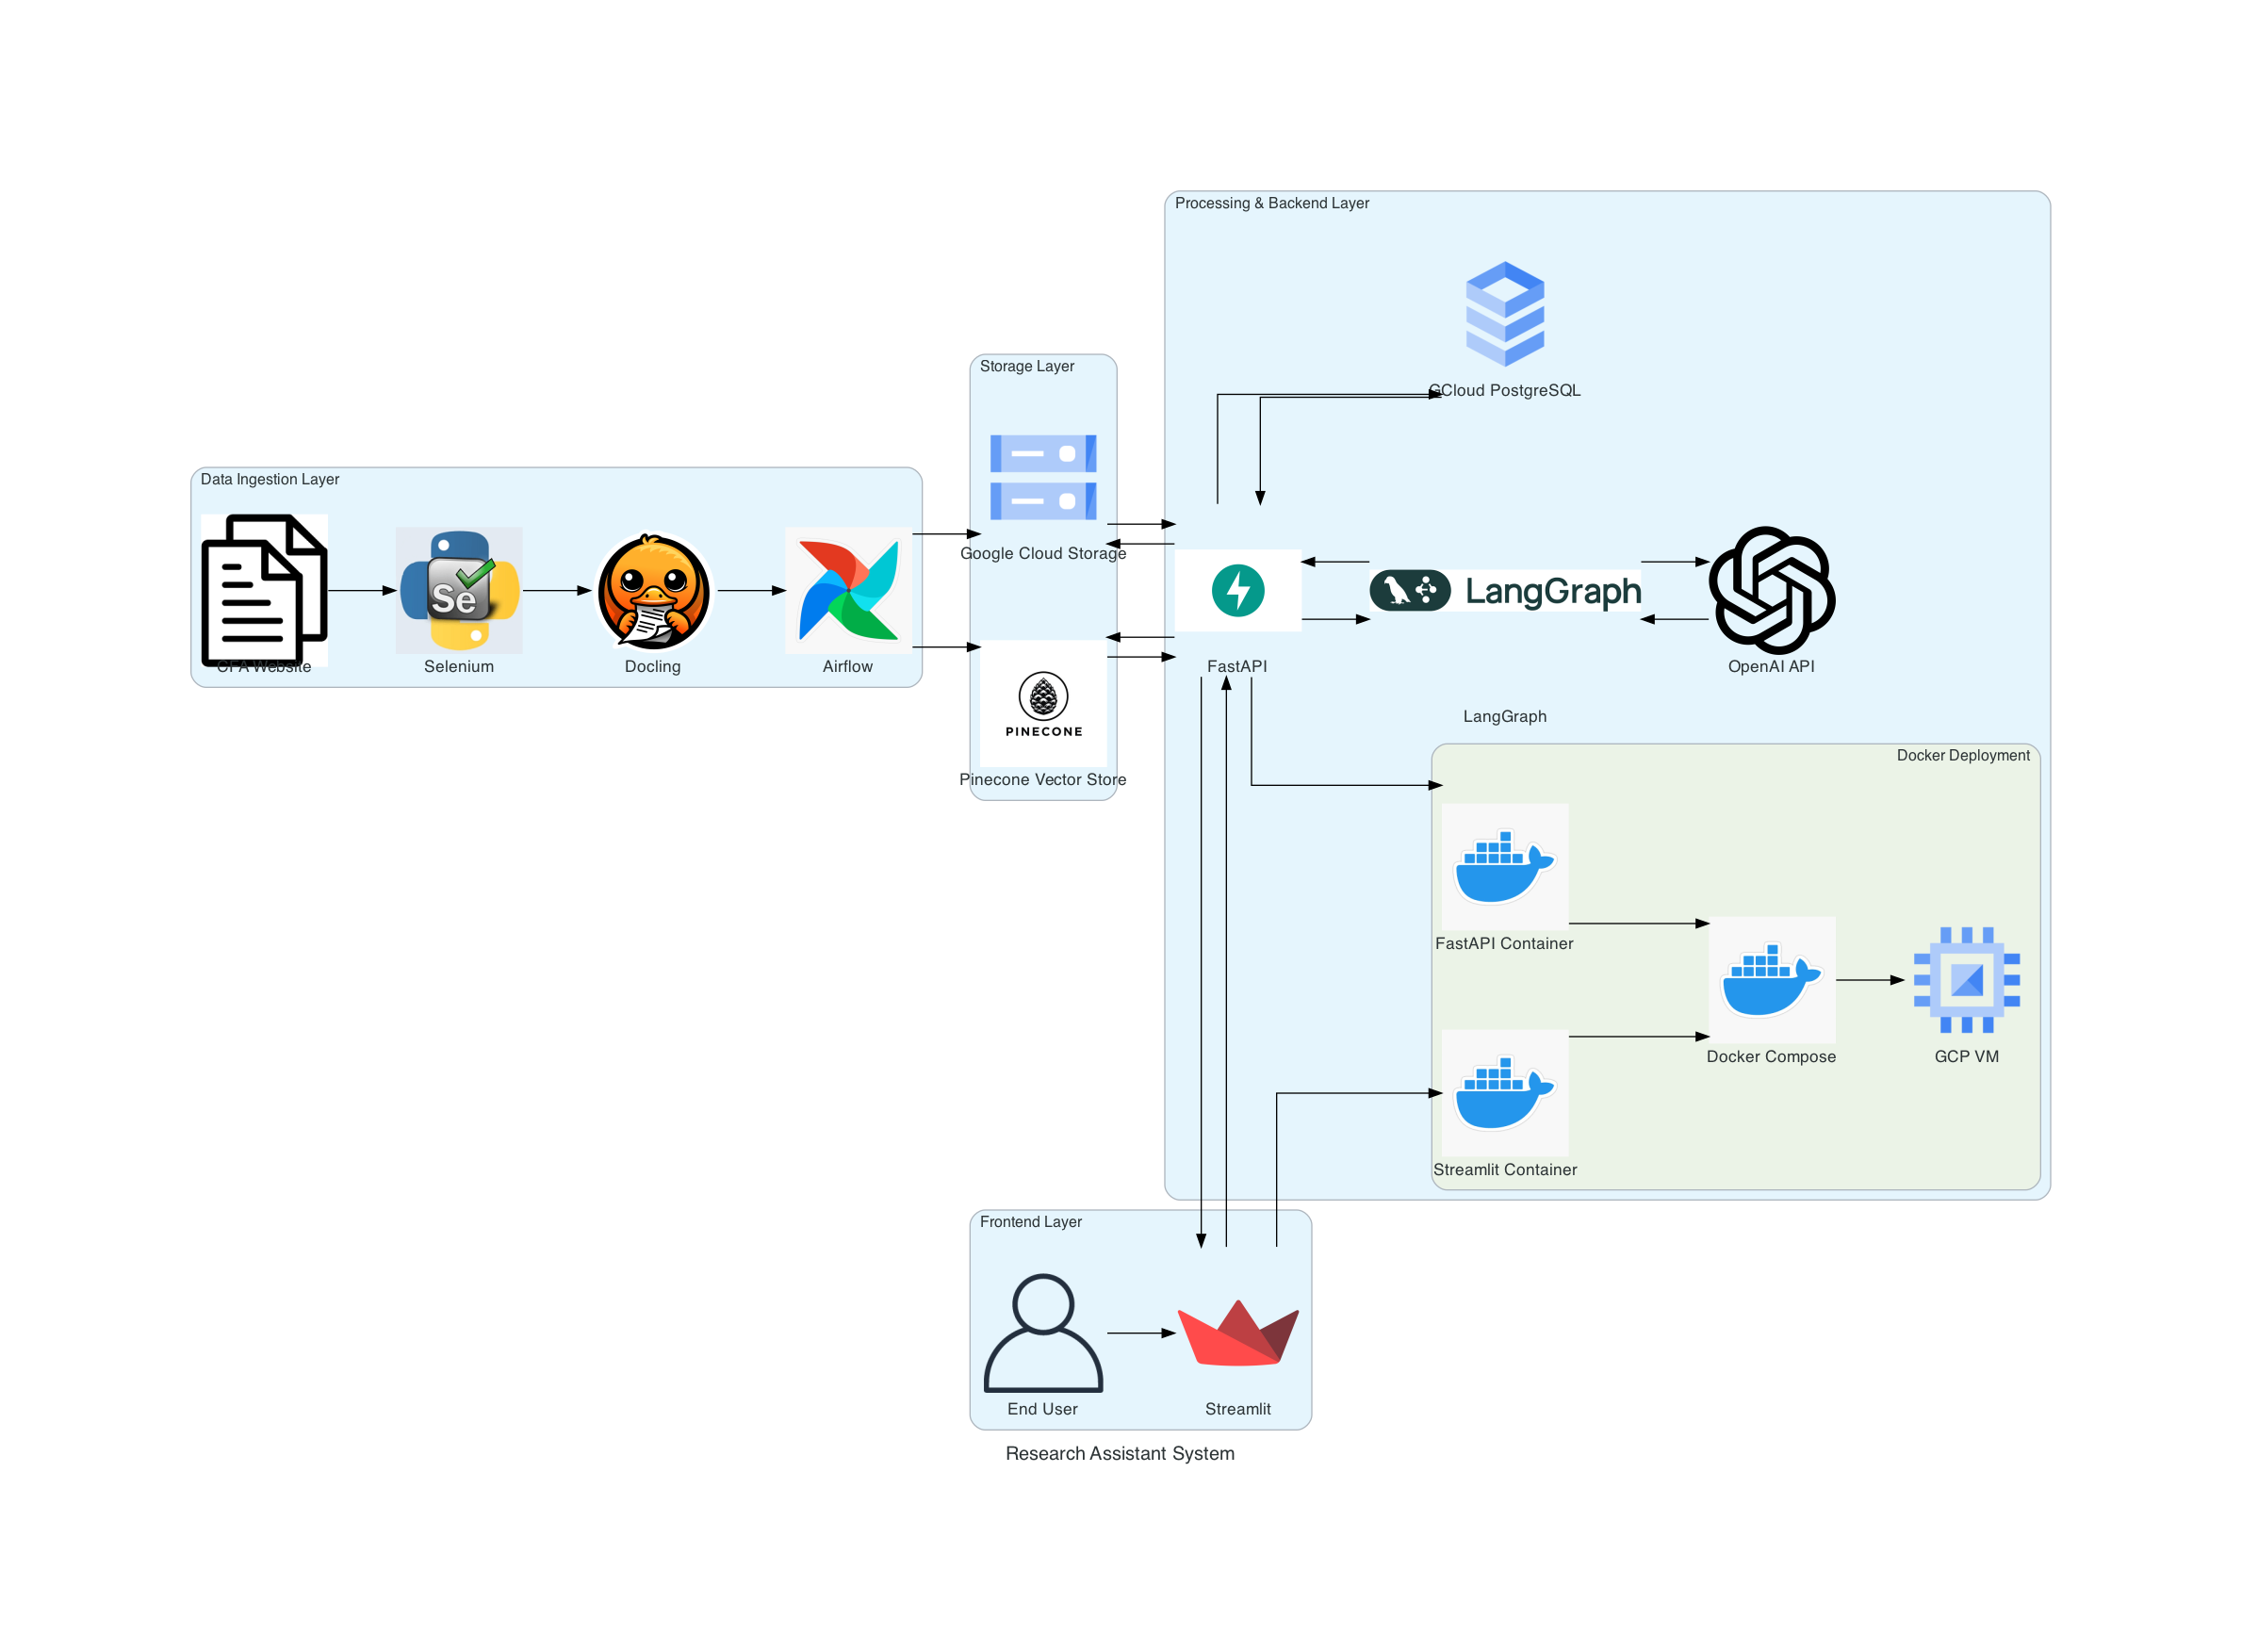 Processing & Backend Layer
GCloud PostgreSQL
Storage Layer
Google Cloud Storage
PINECONE
Pinecone Vector Store
Data Ingestion Layer
CFA Website
Se
Selenium
Docling
Airflow
FastAPI
LangGraph
OpenAI API
LangGraph
Docker Deployment
FastAPI Container
Docker Compose
GCP VM
Streamlit Container
Frontend Layer
End User
Streamlit
Research Assistant System